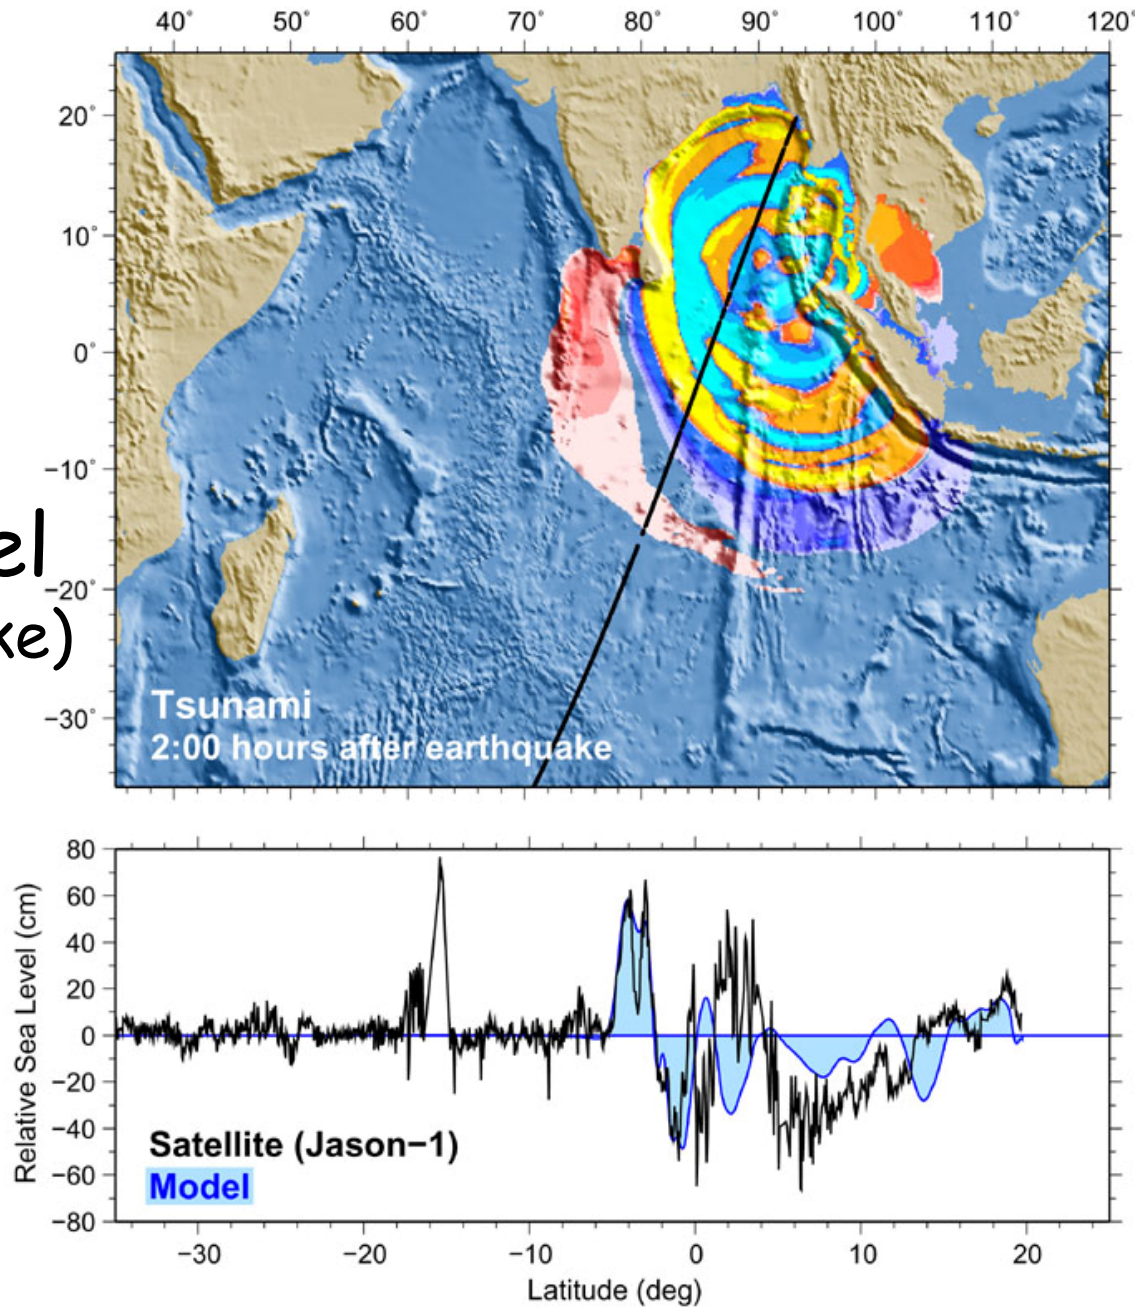 40° 50° 60° 70° 80° 90° 100° 110° 120°
20°
10°
0°
−10°
el
−20°
ke)
−30°
Tsunami
2:00 hours after earthquake
80
60
40
20
0
−20
−40
−60
−80
Relative Sea Level (cm)
Satellite (Jason−1)
Model
−30 −20 −10 0 10 20
Latitude (deg)